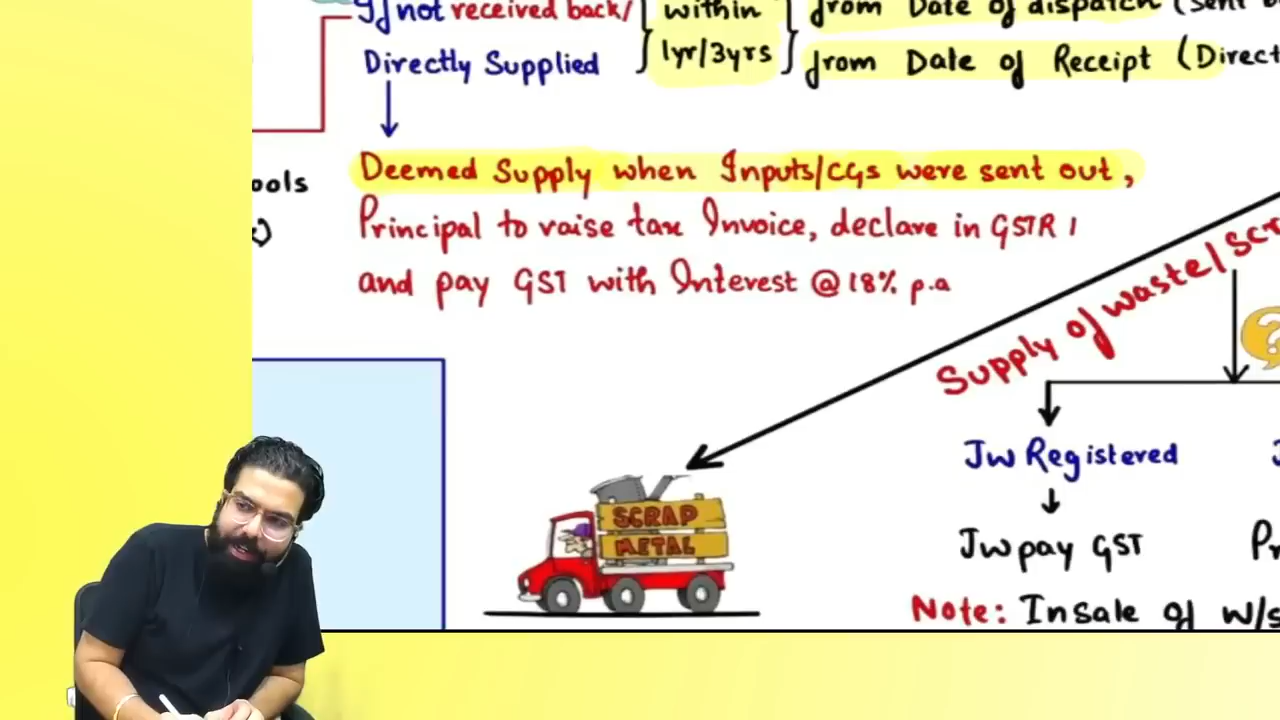 If not received back/
Directly Supplied
within
1yr/3yrs
from Date of dispatch (Sent
from Date of Receipt (Direct
Deemed Supply when Inputs/CGs were sent out,
Principal to raise tax Invoice, declare in GSTR 1
and pay GST with Interest @ 18% p.a
ools
Supply of waste/Scr
?
JW Registered
JW pay GST
Note: In sale of w/s
SCRAP
METAL